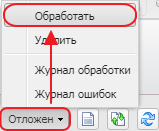 Обработать
Удалить
Журнал обработки
Журнал ошибок
Отложен